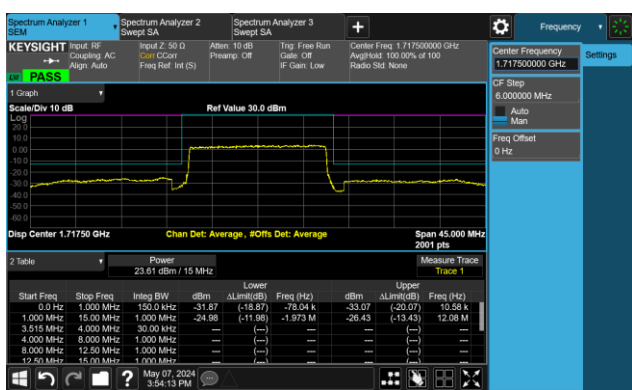 Spectrum Analyzer 1
SEM
Spectrum Analyzer 2
Swept SA
Spectrum Analyzer 3
Swept SA
Frequency
KEYSIGHT
Input: RF
Coupling: AC
Align: Auto
Input Z: 50 Ω
Corr CCorr
Freq Ref: Int (S)
Atten: 10 dB
Preamp: Off
Trig: Free Run
Gate: Off
IF Gain: Low
Center Freq: 1.717500000 GHz
Avg|Hold: 100.00% of 100
Radio Std: None
PASS
Center Frequency
1.717500000 GHz
Settings
CF Step
6.000000 MHz
Auto
Man
Freq Offset
0 Hz
1 Graph
Scale/Div 10 dB
Ref Value 30.0 dBm
Log
20.0
10.0
0.00
-10.0
-20.0
-30.0
-40.0
-50.0
-60.0
Disp Center 1.71750 GHz
Chan Det: Average, #Offs Det: Average
Span 45.000 MHz
2001 pts
2 Table
Power
23.61 dBm / 15 MHz
Measure Trace
Trace 1
Lower Upper
Start Freq Stop Freq Integ BW dBm ΔLimit(dB) Freq (Hz) dBm ΔLimit(dB) Freq (Hz)
0.0 Hz 1.000 MHz 150.0 kHz -31.87 (-18.87) -78.04 k -33.07 (-20.07) 10.58 k
1.000 MHz 15.00 MHz 1.000 MHz -24.98 (-11.98) -1.973 M -26.43 (-13.43) 12.08 M
3.515 MHz 4.000 MHz 30.00 kHz --- (---) --- --- (---) ---
4.000 MHz 8.000 MHz 1.000 MHz --- (---) --- --- (---) ---
8.000 MHz 12.50 MHz 1.000 MHz --- (---) --- --- (---) ---
12.50 MHz 15.00 MHz 1.000 MHz --- (---) --- --- (---) ---
May 07, 2024
3:54:13 PM